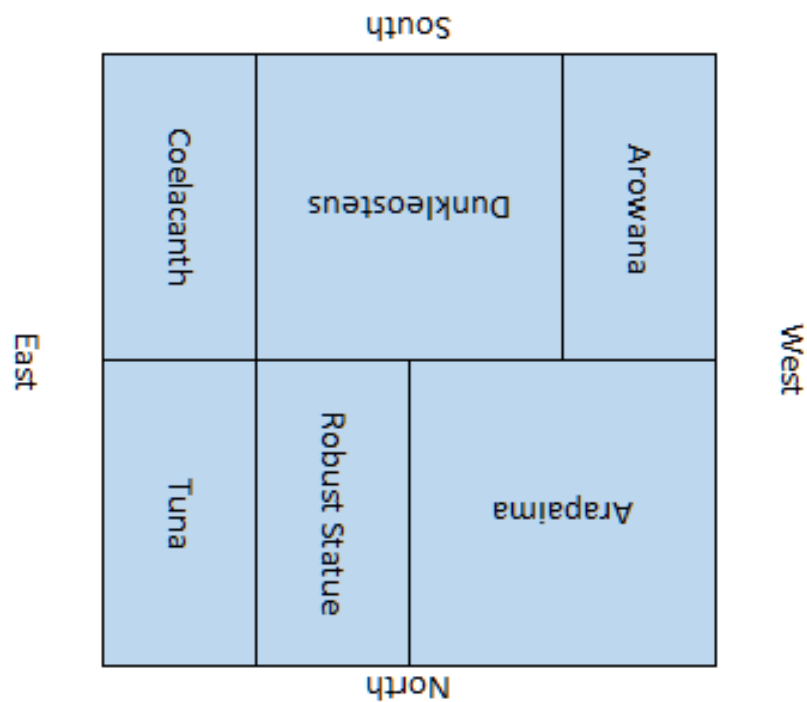 North
Arapaima
Robust Statue
Tuna
West
East
Arowana
Dunkleosteus
Coelacanth
South